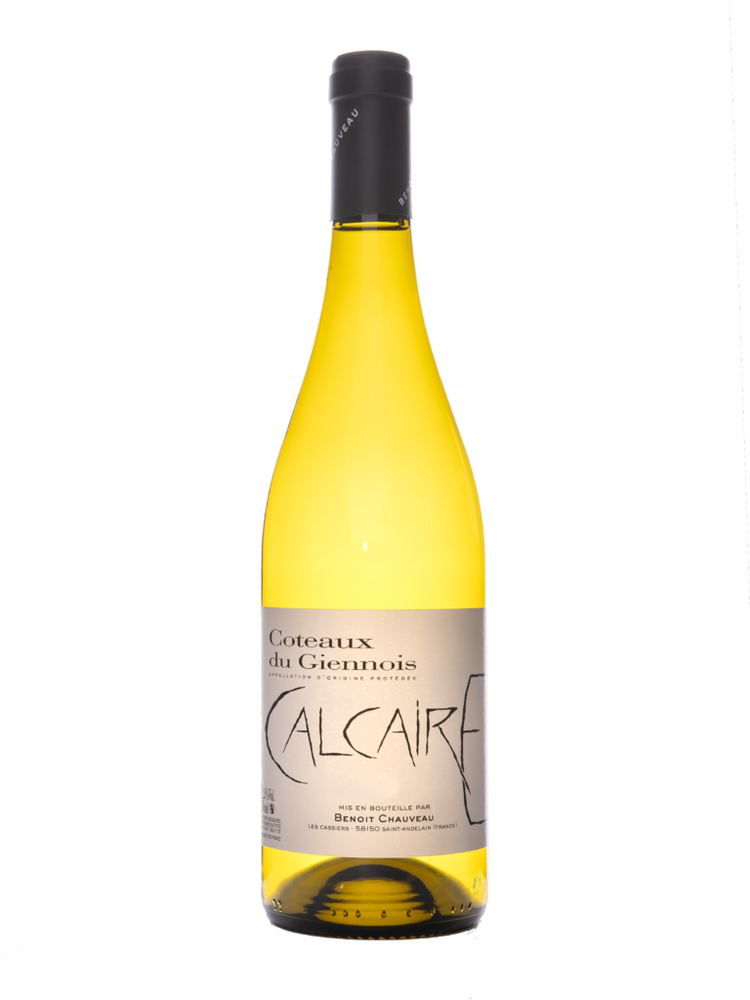 Coteaux
du Giennois
APPELLATION D'ORIGINE PROTÉGÉE
CALCAIRE
MIS EN BOUTEILLE PAR
BENOIT CHAUVEAU
LES CASSIERS - 58150 SAINT-ANDELAIN (FRANCE)